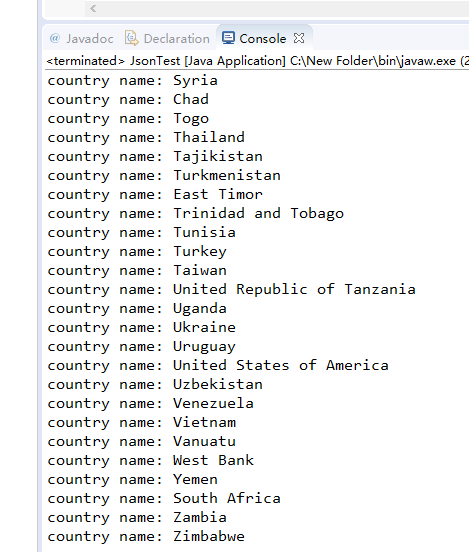 @ Javadoc Declaration Console
<terminated> JsonTest [Java Application] C:\New Folder\bin\javaw.exe (2
country name: Syria
country name: Chad
country name: Togo
country name: Thailand
country name: Tajikistan
country name: Turkmenistan
country name: East Timor
country name: Trinidad and Tobago
country name: Tunisia
country name: Turkey
country name: Taiwan
country name: United Republic of Tanzania
country name: Uganda
country name: Ukraine
country name: Uruguay
country name: United States of America
country name: Uzbekistan
country name: Venezuela
country name: Vietnam
country name: Vanuatu
country name: West Bank
country name: Yemen
country name: South Africa
country name: Zambia
country name: Zimbabwe